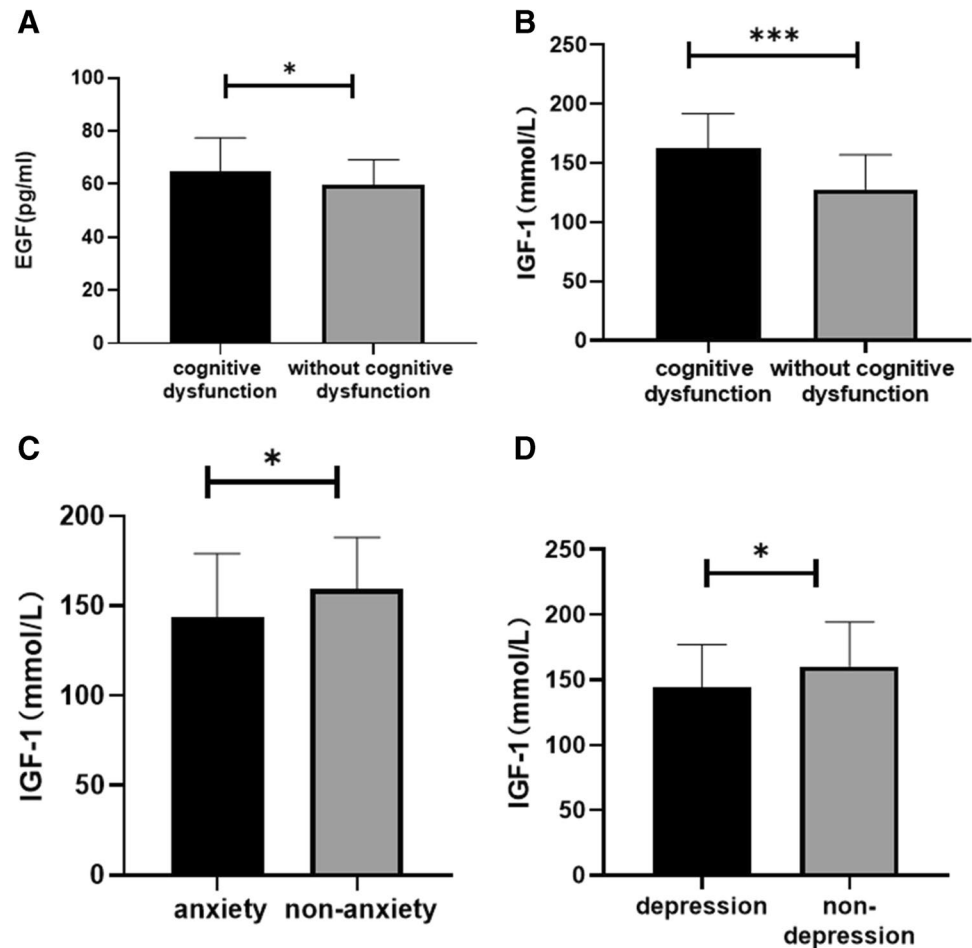 A
*
EGF(pg/ml)
100
80
60
40
20
0
cognitive
dysfunction
without cognitive
dysfunction
B
***
IGF-1（mmol/L）
250
200
150
100
50
0
cognitive
dysfunction
without cognitive
dysfunction
C
*
IGF-1（mmol/L）
200
150
100
50
0
anxiety
non-anxiety
D
*
IGF-1（mmol/L）
250
200
150
100
50
0
depression
non-
depression